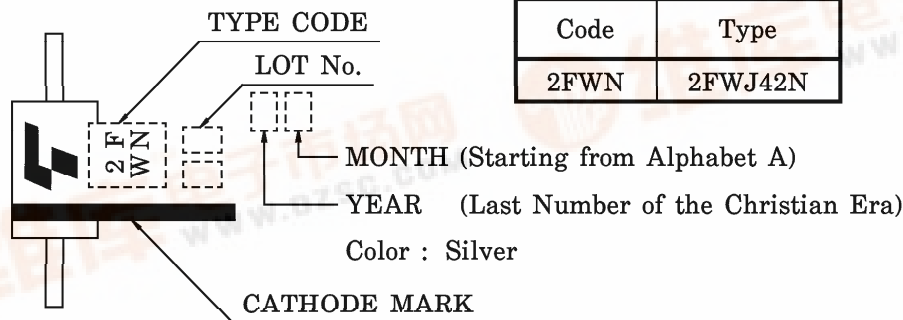 TYPE CODE
LOT No.
2 F
WN
MONTH (Starting from Alphabet A)
YEAR (Last Number of the Christian Era)
Color : Silver
CATHODE MARK
Code Type
2FWN 2FWJ42N